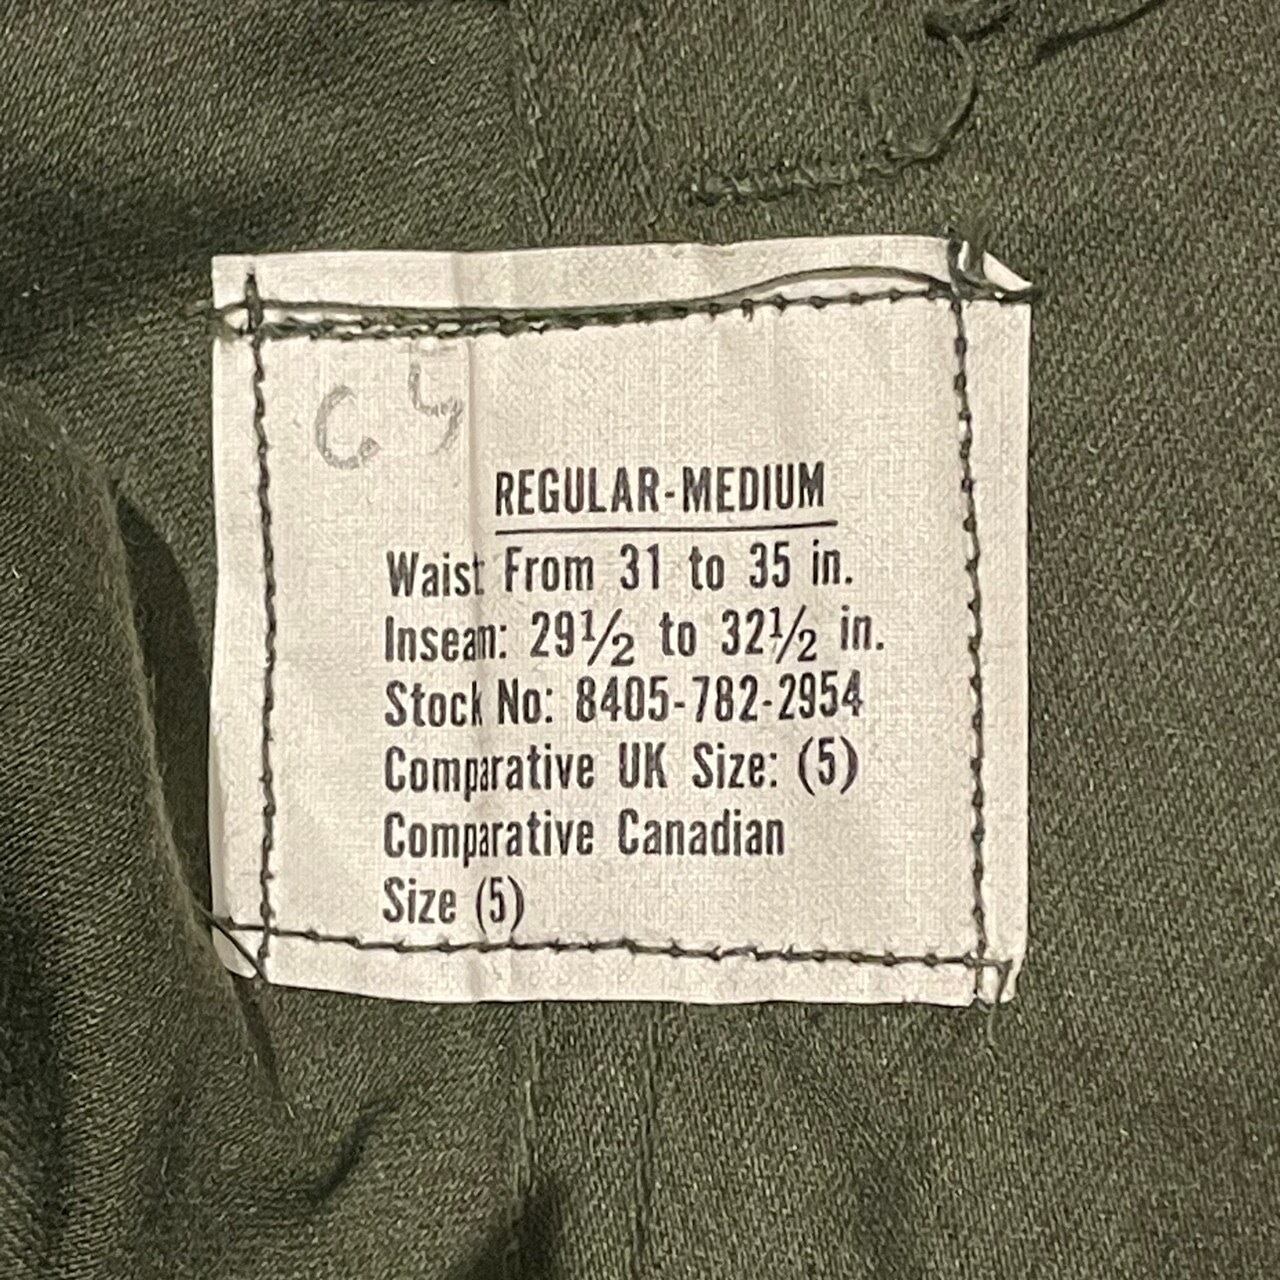 REGULAR-MEDIUM
Waist From 31 to 35 in.
Inseam: 29½ to 32½ in.
Stock No: 8405-782-2954
Comparative UK Size: (5)
Comparative Canadian
Size (5)